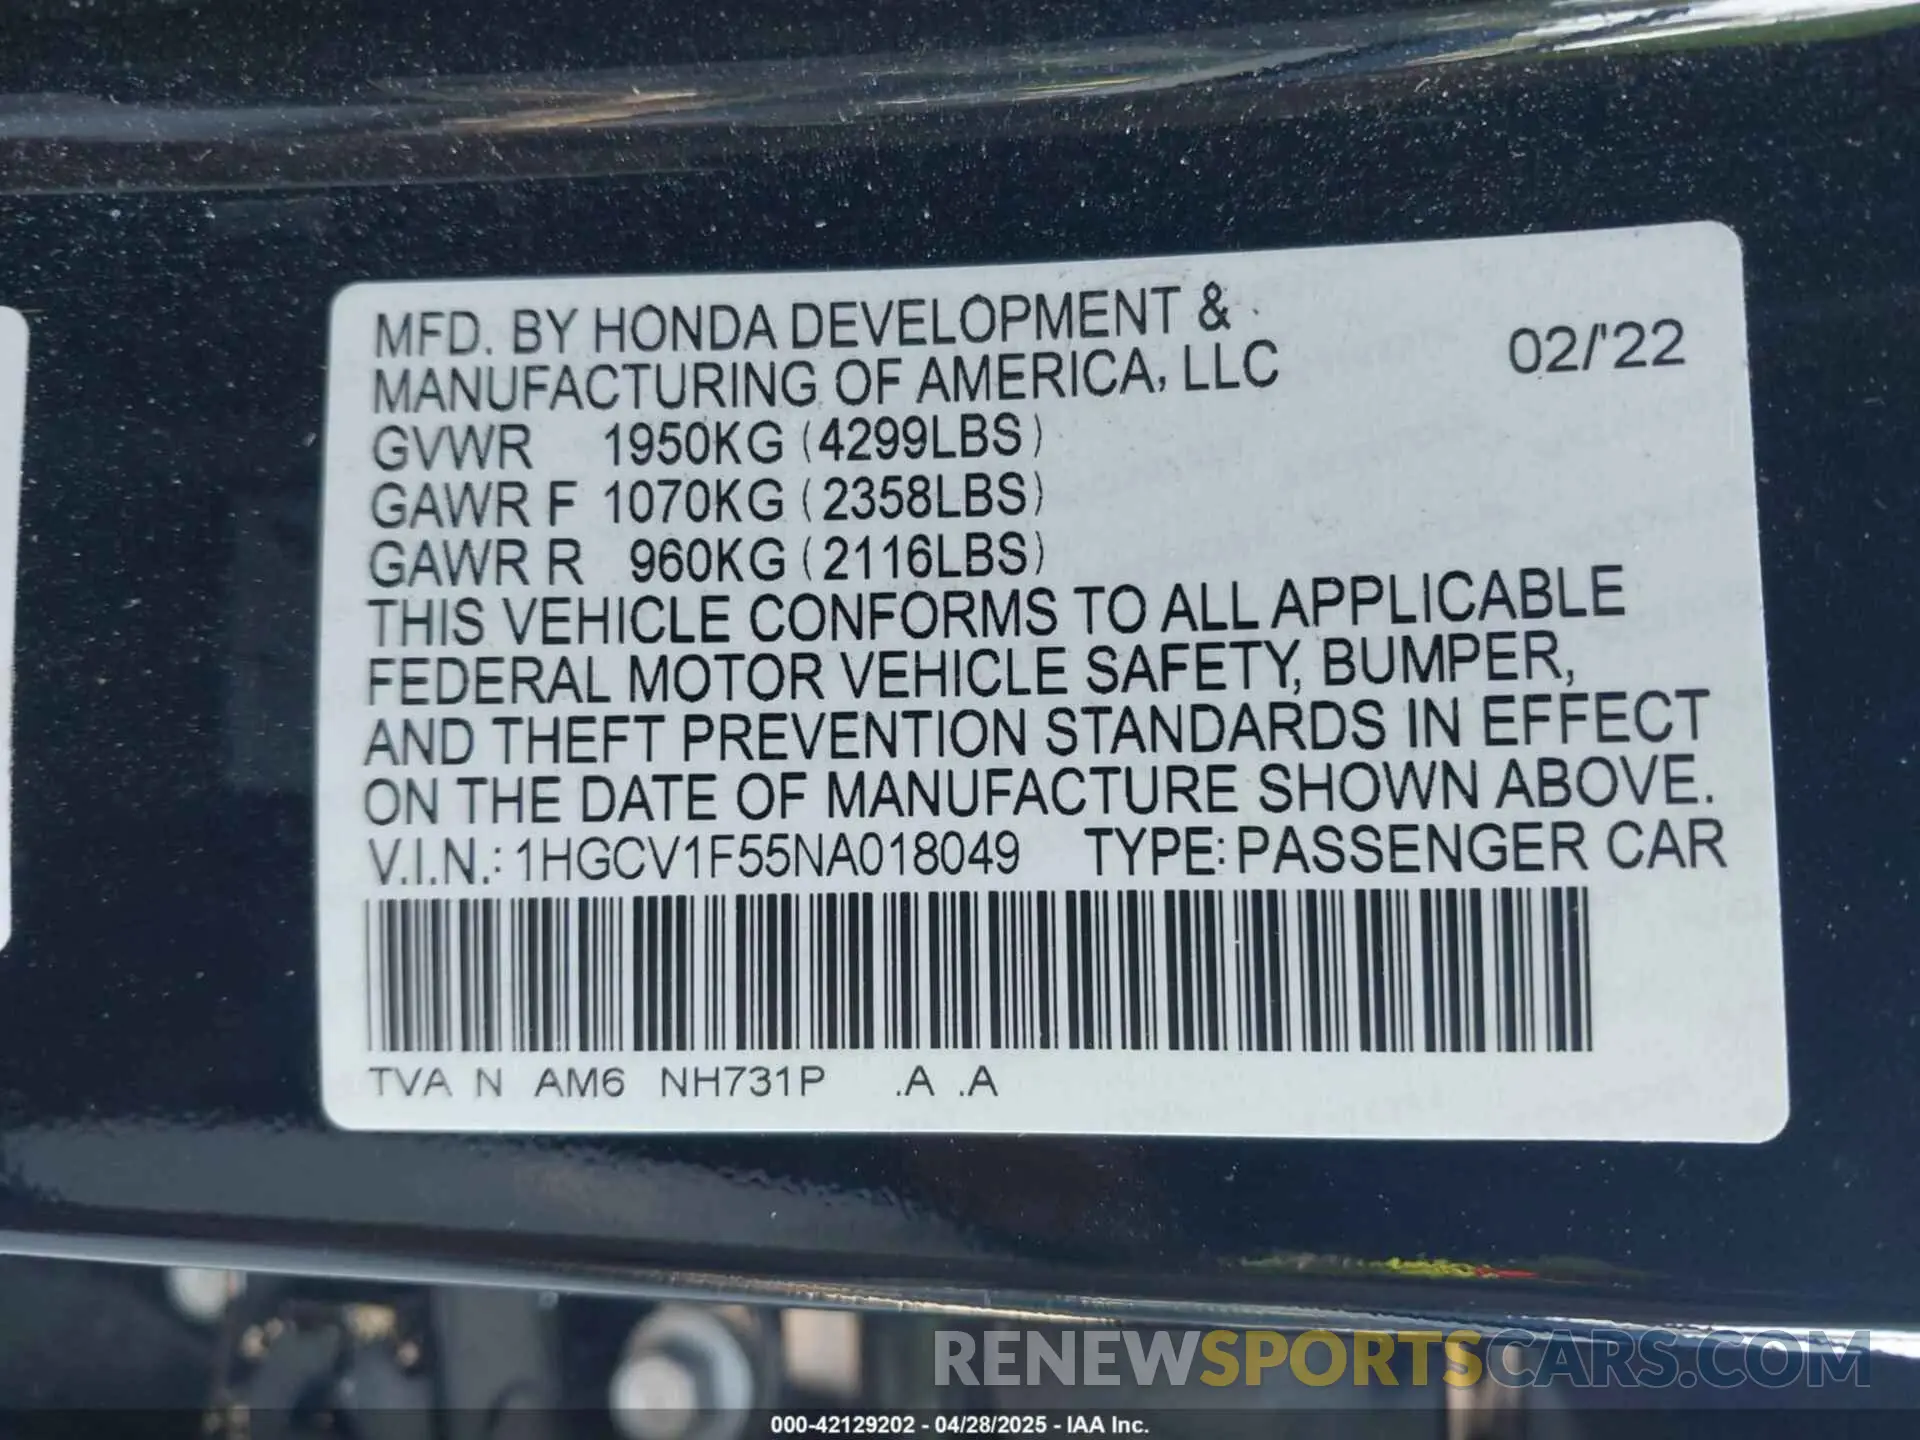 MFD. BY HONDA DEVELOPMENT &
MANUFACTURING OF AMERICA, LLC 02/'22
GVWR 1950KG (4299LBS)
GAWR F 1070KG (2358LBS)
GAWR R 960KG (2116LBS)
THIS VEHICLE CONFORMS TO ALL APPLICABLE
FEDERAL MOTOR VEHICLE SAFETY, BUMPER,
AND THEFT PREVENTION STANDARDS IN EFFECT
ON THE DATE OF MANUFACTURE SHOWN ABOVE.
V.I.N.: 1HGCV1F55NA018049 TYPE: PASSENGER CAR
TVA N AM6 NH731P .A .A
RENEWSPORTSCARS.COM
000-42129202 - 04/28/2025 - IAA Inc.